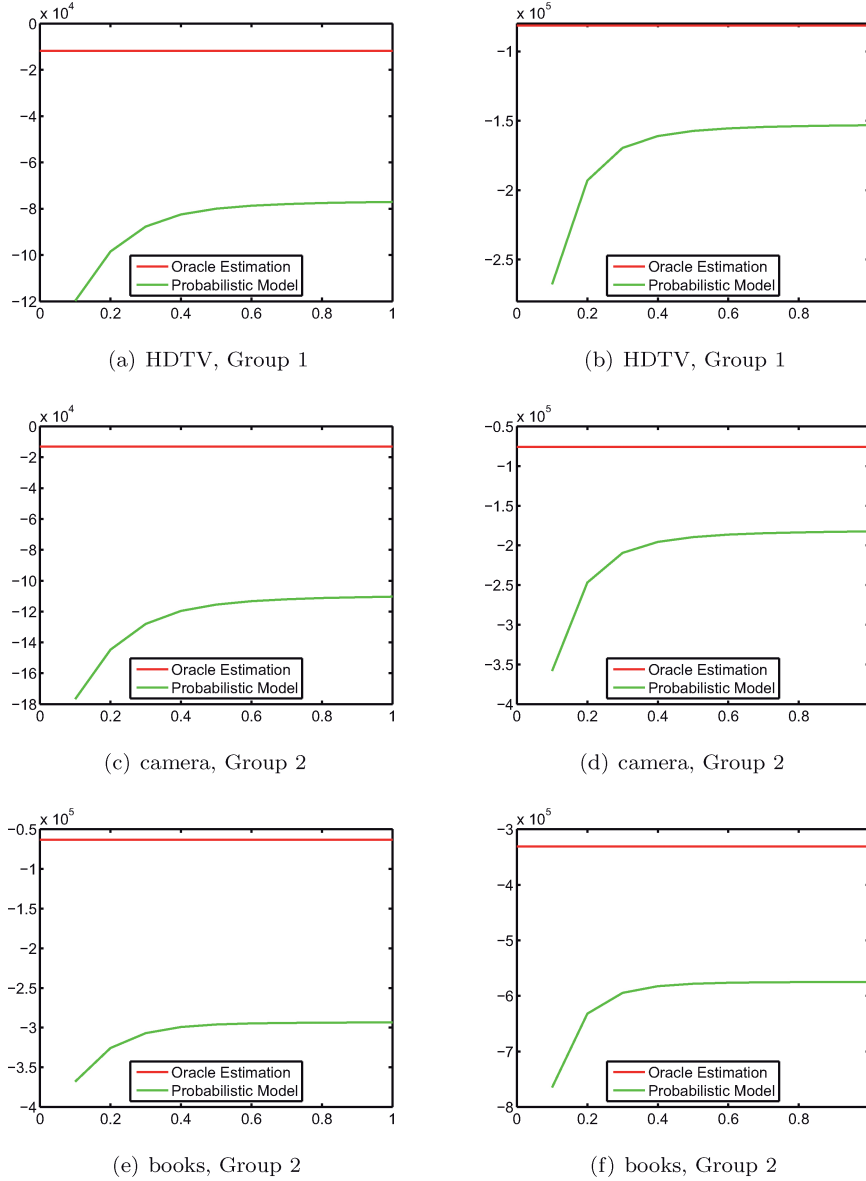 x 10^4
0
−2
−4
−6
−8
−10
−12
0 0.2 0.4 0.6 0.8 1
Oracle Estimation
Probabilistic Model
(a) HDTV, Group 1
x 10^5
−1
−1.5
−2
−2.5
0 0.2 0.4 0.6 0.8
Oracle Estimation
Probabilistic Model
(b) HDTV, Group 1
x 10^4
0
−2
−4
−6
−8
−10
−12
−14
−16
−18
0 0.2 0.4 0.6 0.8 1
Oracle Estimation
Probabilistic Model
(c) camera, Group 2
x 10^5
−0.5
−1
−1.5
−2
−2.5
−3
−3.5
−4
0 0.2 0.4 0.6 0.8
Oracle Estimation
Probabilistic Model
(d) camera, Group 2
x 10^5
−0.5
−1
−1.5
−2
−2.5
−3
−3.5
−4
0 0.2 0.4 0.6 0.8 1
Oracle Estimation
Probabilistic Model
(e) books, Group 2
x 10^5
−3
−4
−5
−6
−7
−8
0 0.2 0.4 0.6 0.8
Oracle Estimation
Probabilistic Model
(f) books, Group 2